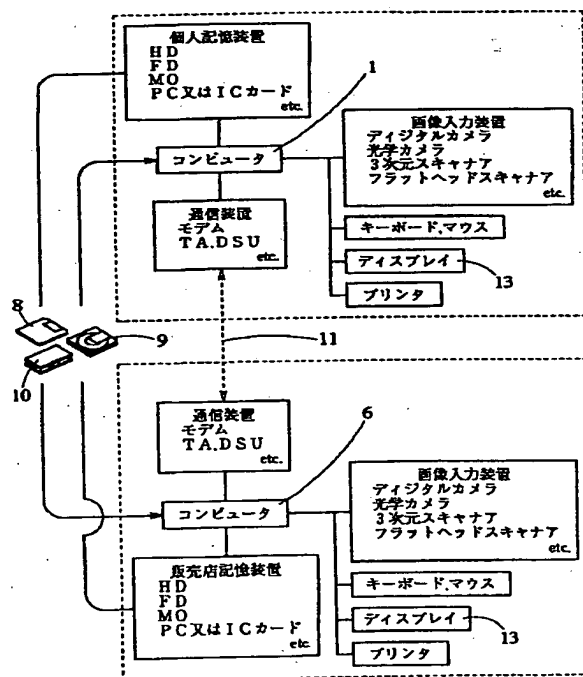 個人記憶装置
HD
FD
MO
PC又はICカード
etc.
1
コンピュータ
画像入力装置
ディジタルカメラ
光学カメラ
3次元スキャナア
フラットヘッドスキャナア
etc.
通信装置
モデム
TA,DSU
etc.
キーボード,マウス
ディスプレイ
13
プリンタ
8
9
10
11
通信装置
モデム
TA,DSU
etc.
6
コンピュータ
画像入力装置
ディジタルカメラ
光学カメラ
3次元スキャナア
フラットヘッドスキャナア
etc.
販売店記憶装置
HD
FD
MO
PC又はICカード
etc.
キーボード,マウス
ディスプレイ
13
プリンタ